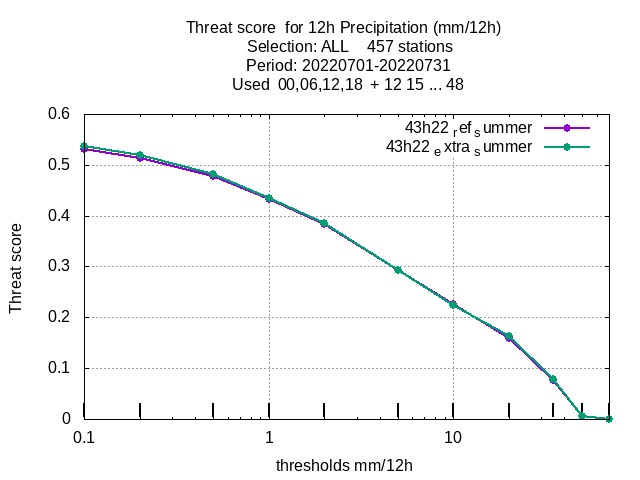 Threat score for 12h Precipitation (mm/12h)
Selection: ALL 457 stations
Period: 20220701-20220731
Used 00,06,12,18 + 12 15 ... 48
43h22 ref summer
43h22 extra summer
0.6
0.5
0.4
0.3
0.2
0.1
0
Threat score
0.1 1 10
thresholds mm/12h